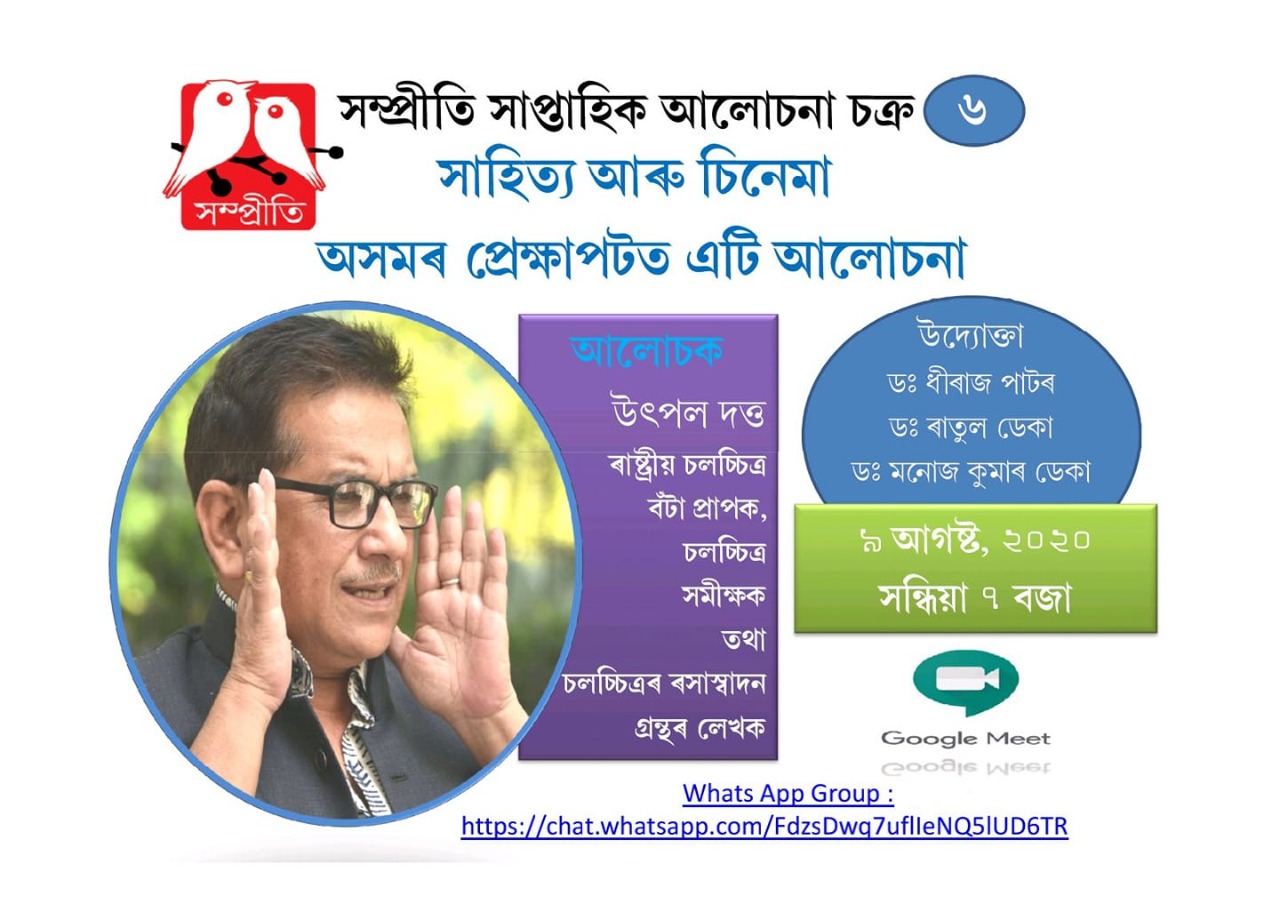 সম্প্ৰীতি সাপ্তাহিক আলোচনা চক্ৰ ৬
সম্প্ৰীতি
সাহিত্য আৰু চিনেমা
অসমৰ প্ৰেক্ষাপটত এটি আলোচনা
আলোচক
উৎপল দত্ত
ৰাষ্ট্ৰীয় চলচ্চিত্ৰ
বঁটা প্ৰাপক,
চলচ্চিত্ৰ
সমীক্ষক
তথা
চলচ্চিত্ৰৰ ৰসাস্বাদন
গ্ৰন্থৰ লেখক
উদ্যোক্তা
ডঃ ধীৰাজ পাটৰ
ডঃ ৰাতুল ডেকা
ডঃ মনোজ কুমাৰ ডেকা
৯ আগষ্ট, ২০২০
সন্ধিয়া ৭ বজা
Google Meet
Whats App Group :
https://chat.whatsapp.com/FdzsDwq7uflIeNQ5lUD6TR